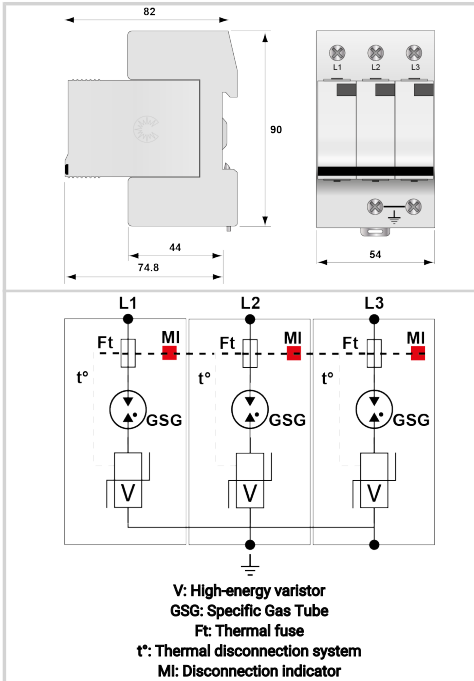 82
L1 L2 L3
90
44
74.8
54
L1 L2 L3
Ft MI Ft MI Ft MI
t° t° t°
GSG GSG GSG
V V V
V: High-energy varistor
GSG: Specific Gas Tube
Ft: Thermal fuse
t°: Thermal disconnection system
MI: Disconnection indicator